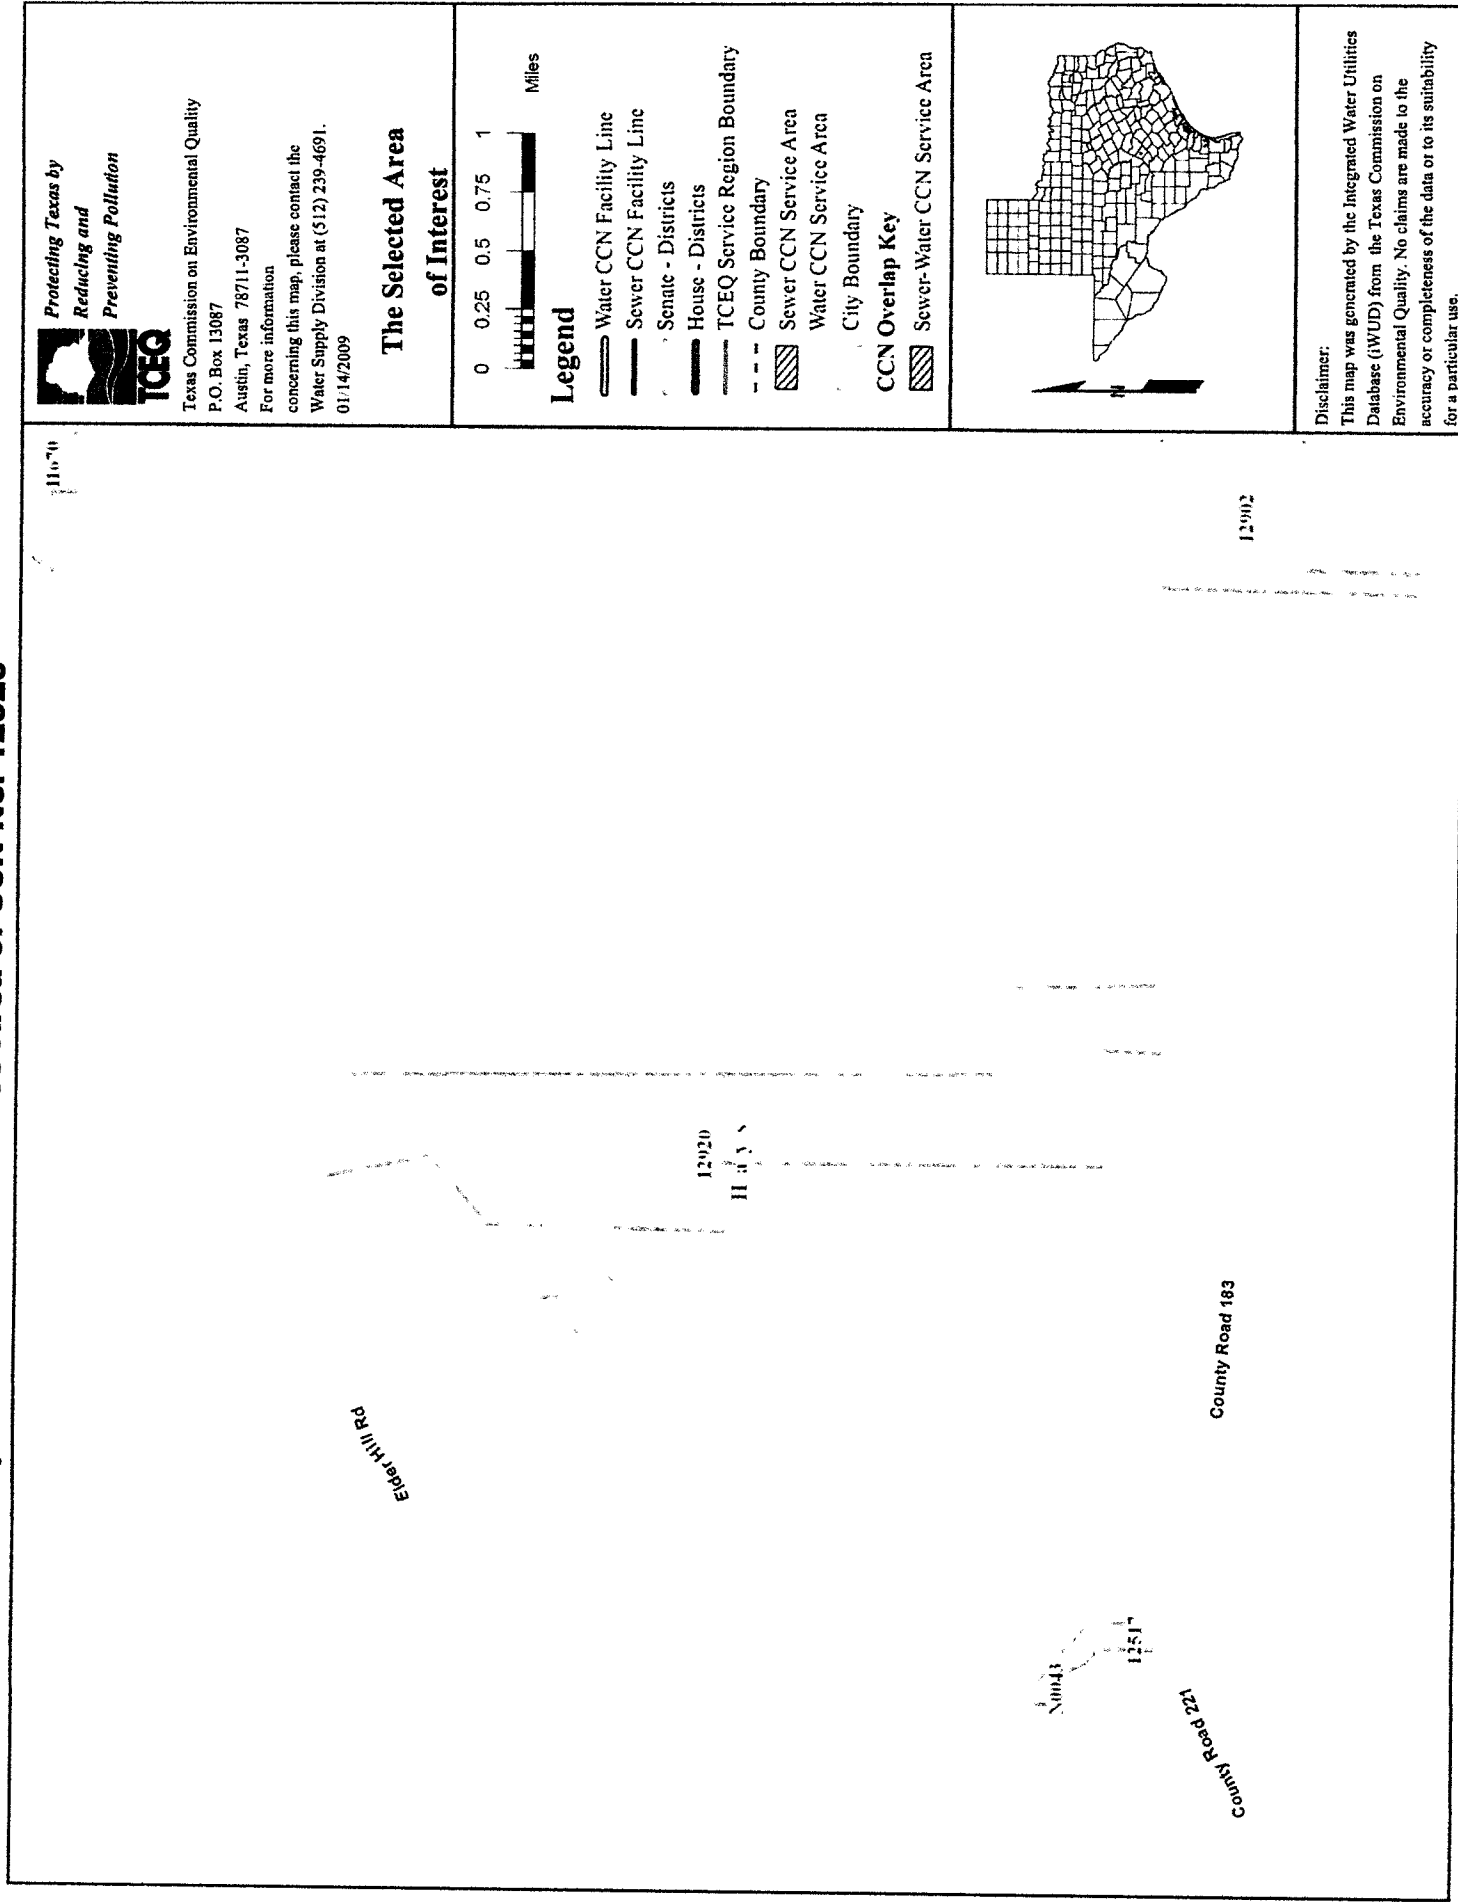 Protecting Texas by
Reducing and
Preventing Pollution
TCEQ
Texas Commission on Environmental Quality
P.O. Box 13087
Austin, Texas 78711-3087
For more information
concerning this map, please contact the
Water Supply Division at (512) 239-4691.
01/14/2009
The Selected Area
of Interest
0 0.25 0.5 0.75 1
Miles
Legend
Water CCN Facility Line
Sewer CCN Facility Line
Senate - Districts
House - Districts
TCEQ Service Region Boundary
County Boundary
Sewer CCN Service Area
Water CCN Service Area
City Boundary
CCN Overlap Key
Sewer-Water CCN Service Area
N
Disclaimer:
This map was generated by the Integrated Water Utilities
Database (iWUD) from the Texas Commission on
Environmental Quality. No claims are made to the
accuracy or completeness of the data or to its suitability
for a particular use.
11670
12902
12920
Hays
Elder Hill Rd
County Road 183
N0043
12517
County Road 221